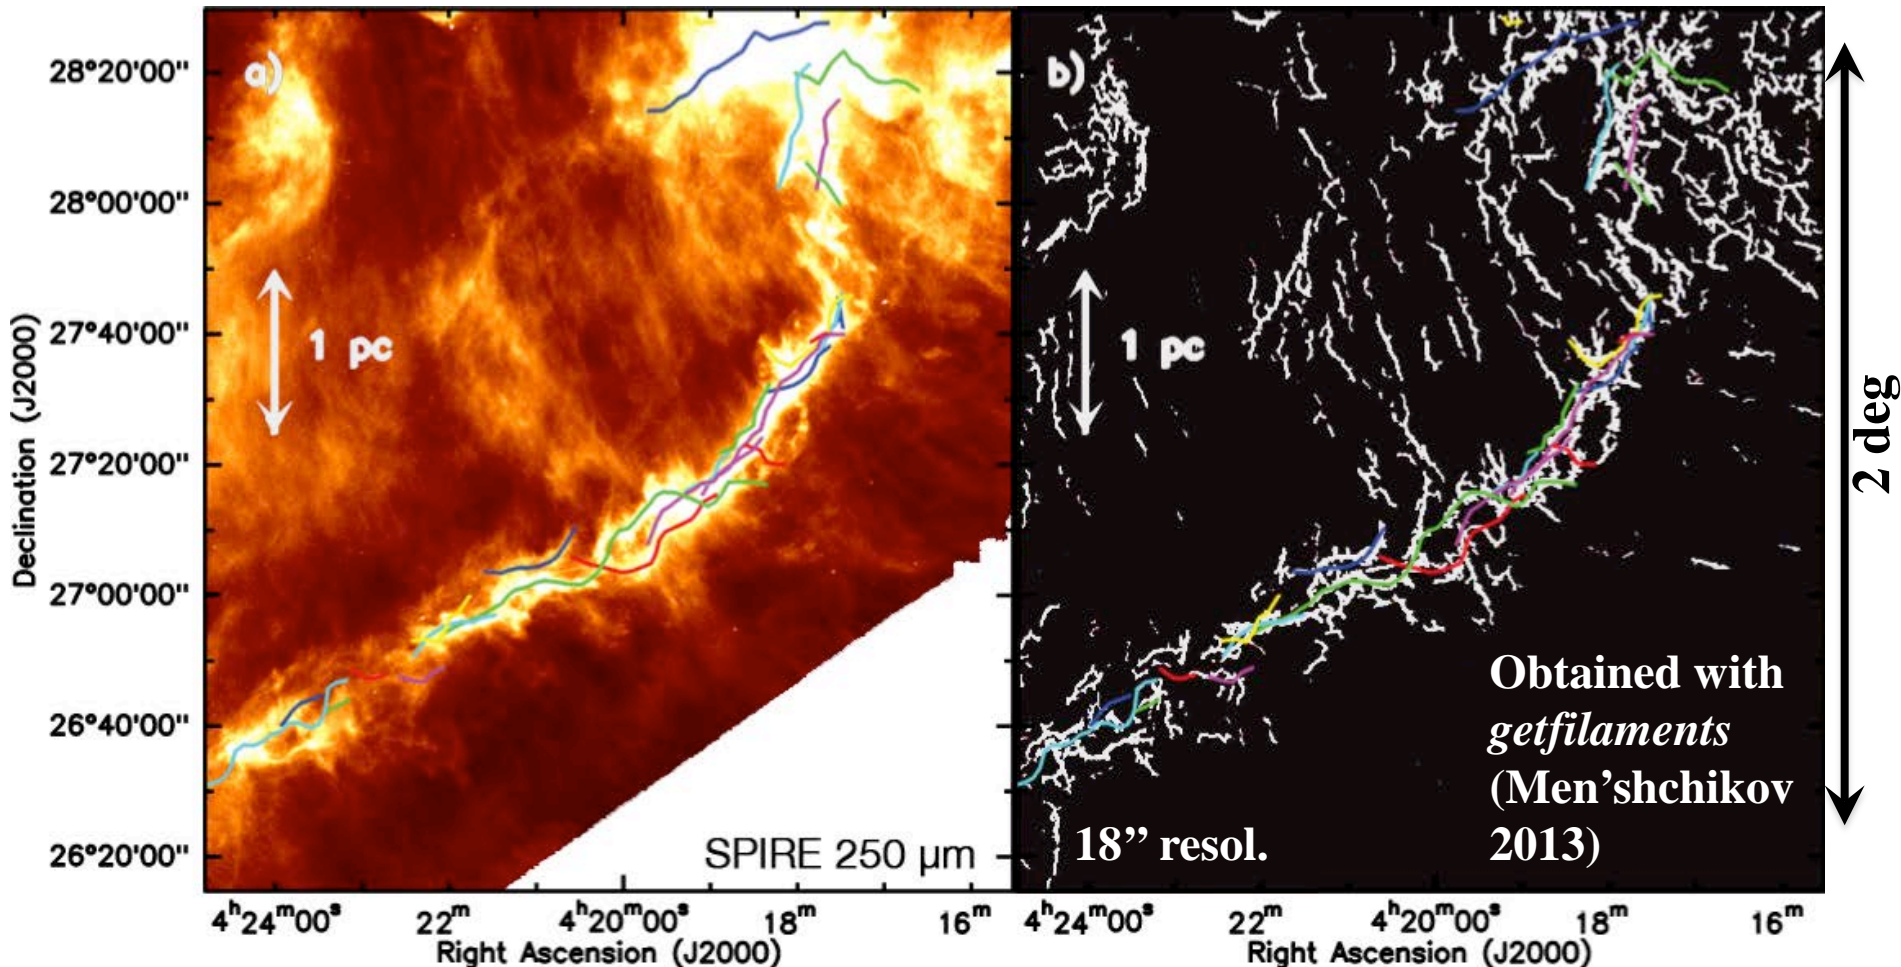 a)
28°20'00"
28°00'00"
27°40'00"
27°20'00"
27°00'00"
26°40'00"
26°20'00"
Declination (J2000)
1 pc
SPIRE 250 µm
4ʰ24ᵐ00ˢ
22ᵐ
4ʰ20ᵐ00ˢ
18ᵐ
16ᵐ
Right Ascension (J2000)
b)
1 pc
Obtained with
getfilaments
(Men’shchikov
2013)
18” resol.
4ʰ24ᵐ00ˢ
22ᵐ
4ʰ20ᵐ00ˢ
18ᵐ
16ᵐ
Right Ascension (J2000)
2 deg